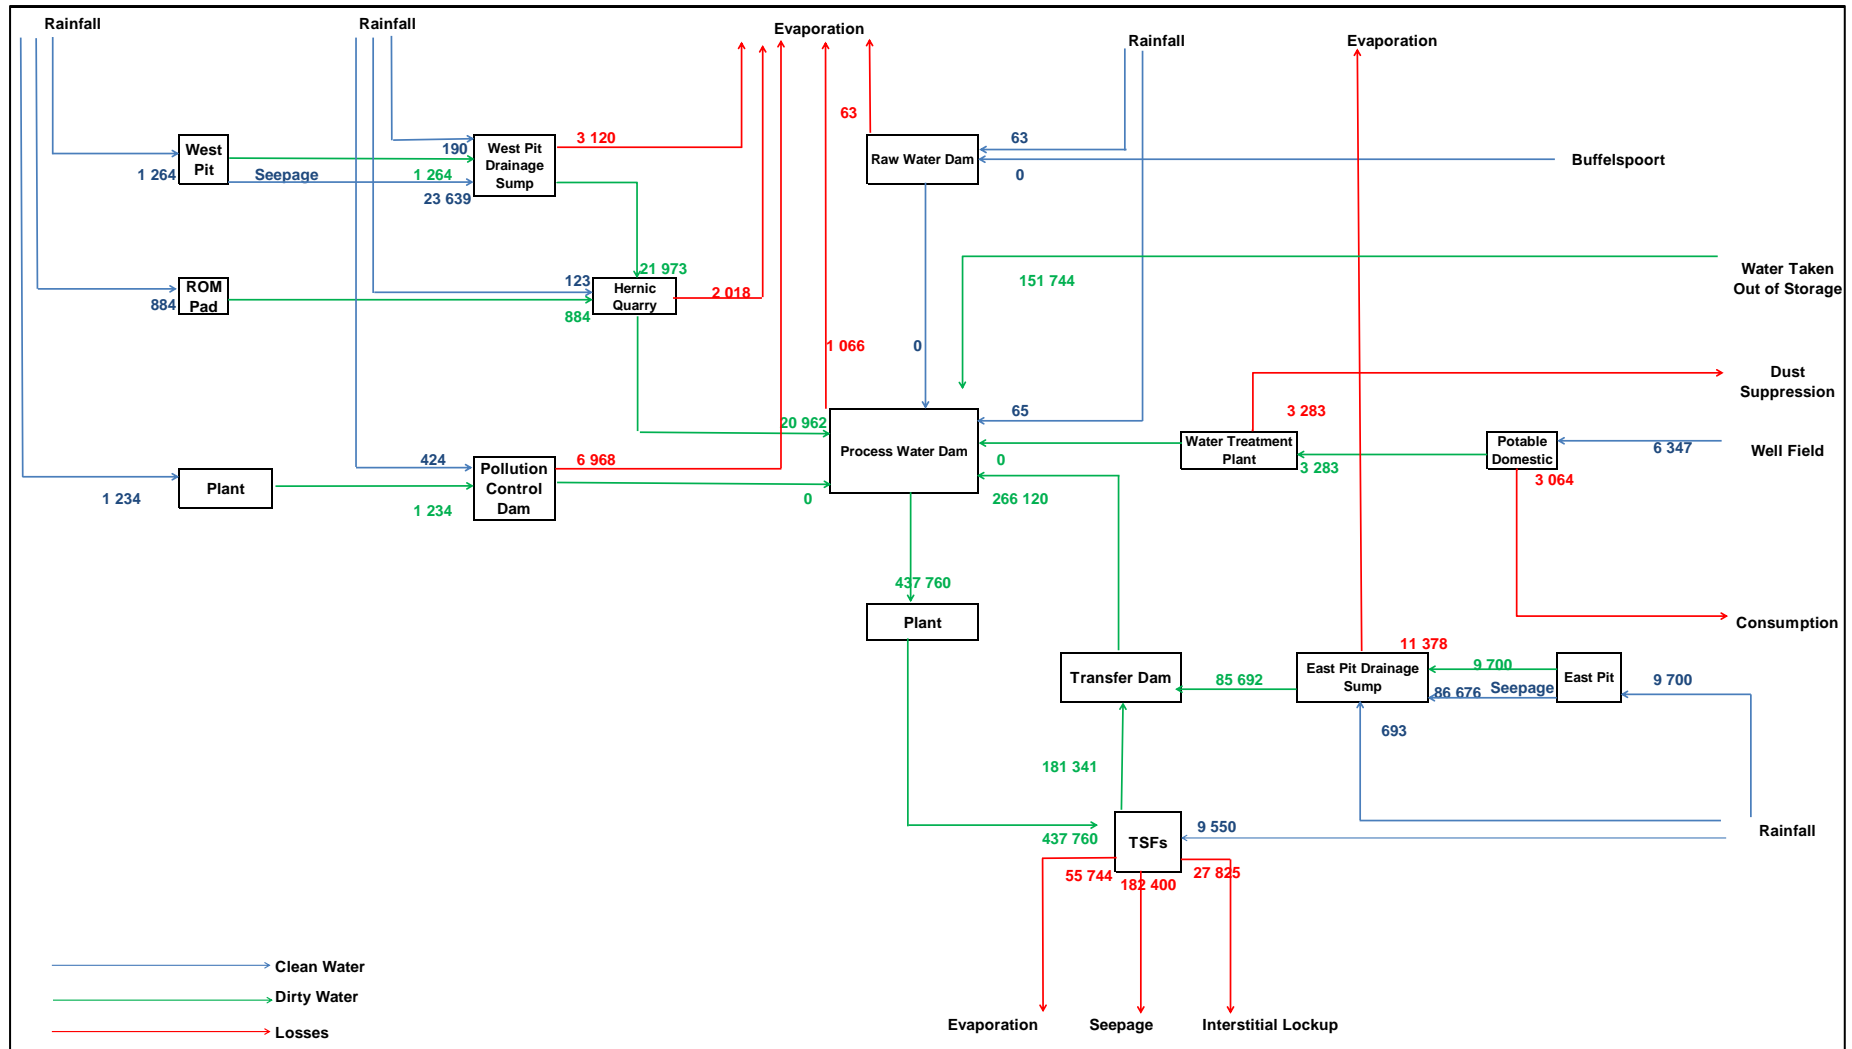 Rainfall
Rainfall
Evaporation
Rainfall
Evaporation
63
West
Pit
1 264
Seepage
190
1 264
23 639
West Pit
Drainage
Sump
3 120
Raw Water Dam
63
0
Buffelspoort
ROM
Pad
884
123
21 973
884
Hernic
Quarry
2 018
151 744
Water Taken
Out of Storage
1 066
0
Dust
Suppression
3 283
20 962
65
Process Water Dam
Water Treatment
Plant
0
3 283
Potable
Domestic
6 347
Well Field
3 064
1 234
Plant
424
1 234
Pollution
Control
Dam
6 968
0
266 120
437 760
Plant
Consumption
11 378
Transfer Dam
85 692
East Pit Drainage
Sump
9 700
86 676
Seepage
East Pit
9 700
693
181 341
437 760
TSFs
9 550
Rainfall
55 744
182 400
27 825
Clean Water
Dirty Water
Losses
Evaporation
Seepage
Interstitial Lockup